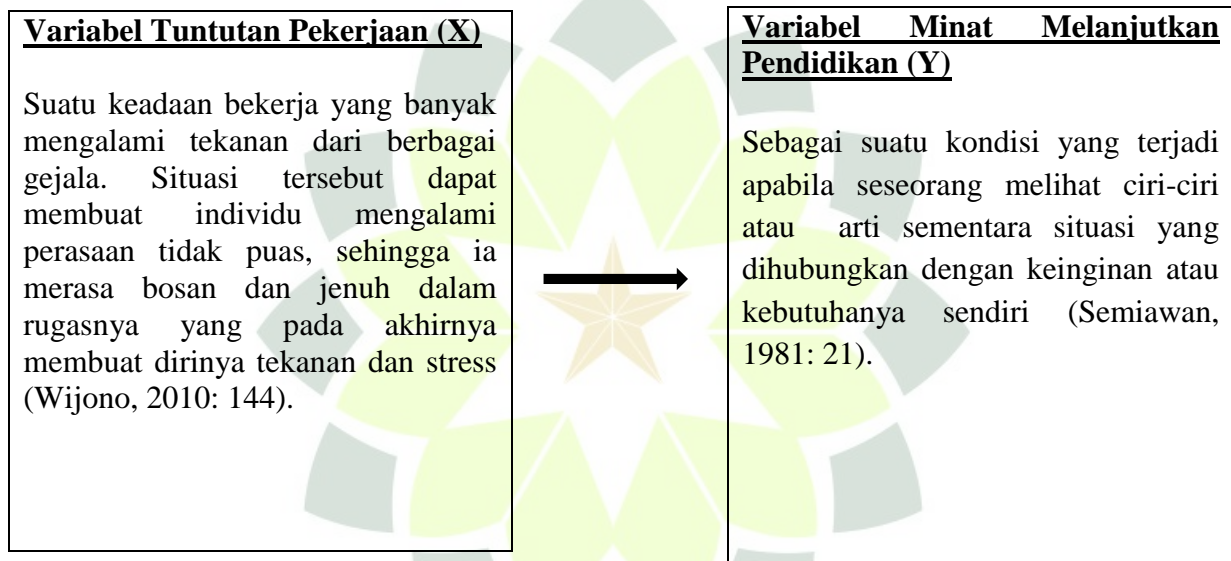 Variabel Tuntutan Pekerjaan (X)
Suatu keadaan bekerja yang banyak
mengalami tekanan dari berbagai
gejala. Situasi tersebut dapat
membuat individu mengalami
perasaan tidak puas, sehingga ia
merasa bosan dan jenuh dalam
rugasnya yang pada akhirnya
membuat dirinya tekanan dan stress
(Wijono, 2010: 144).
Variabel Minat Melanjutkan
Pendidikan (Y)
Sebagai suatu kondisi yang terjadi
apabila seseorang melihat ciri-ciri
atau arti sementara situasi yang
dihubungkan dengan keinginan atau
kebutuhanya sendiri (Semiawan,
1981: 21).